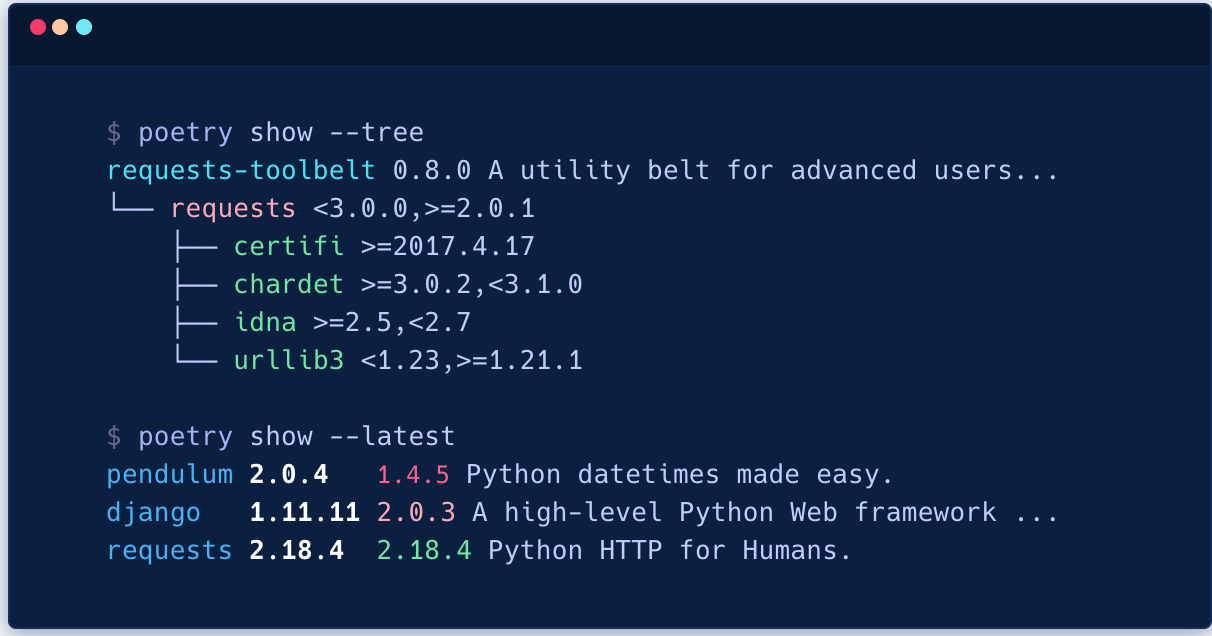 $ poetry show --tree
requests-toolbelt 0.8.0 A utility belt for advanced users...
└── requests <3.0.0,>=2.0.1
    ├── certifi >=2017.4.17
    ├── chardet >=3.0.2,<3.1.0
    ├── idna >=2.5,<2.7
    └── urllib3 <1.23,>=1.21.1
$ poetry show --latest
pendulum 2.0.4   1.4.5 Python datetimes made easy.
django   1.11.11 2.0.3 A high-level Python Web framework ...
requests 2.18.4  2.18.4 Python HTTP for Humans.